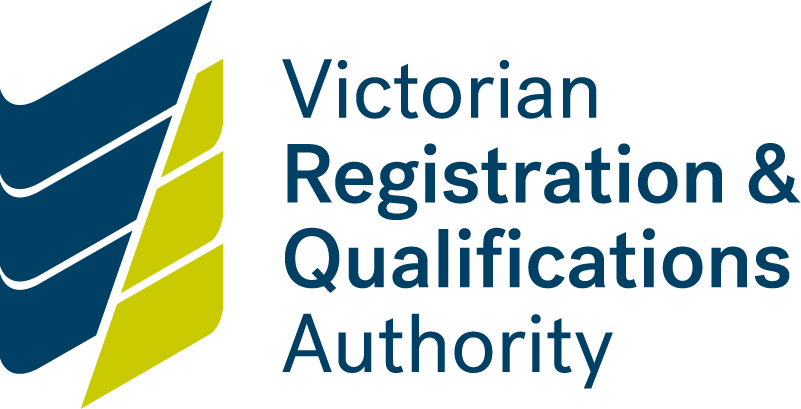 Victorian
Registration &
Qualifications
Authority